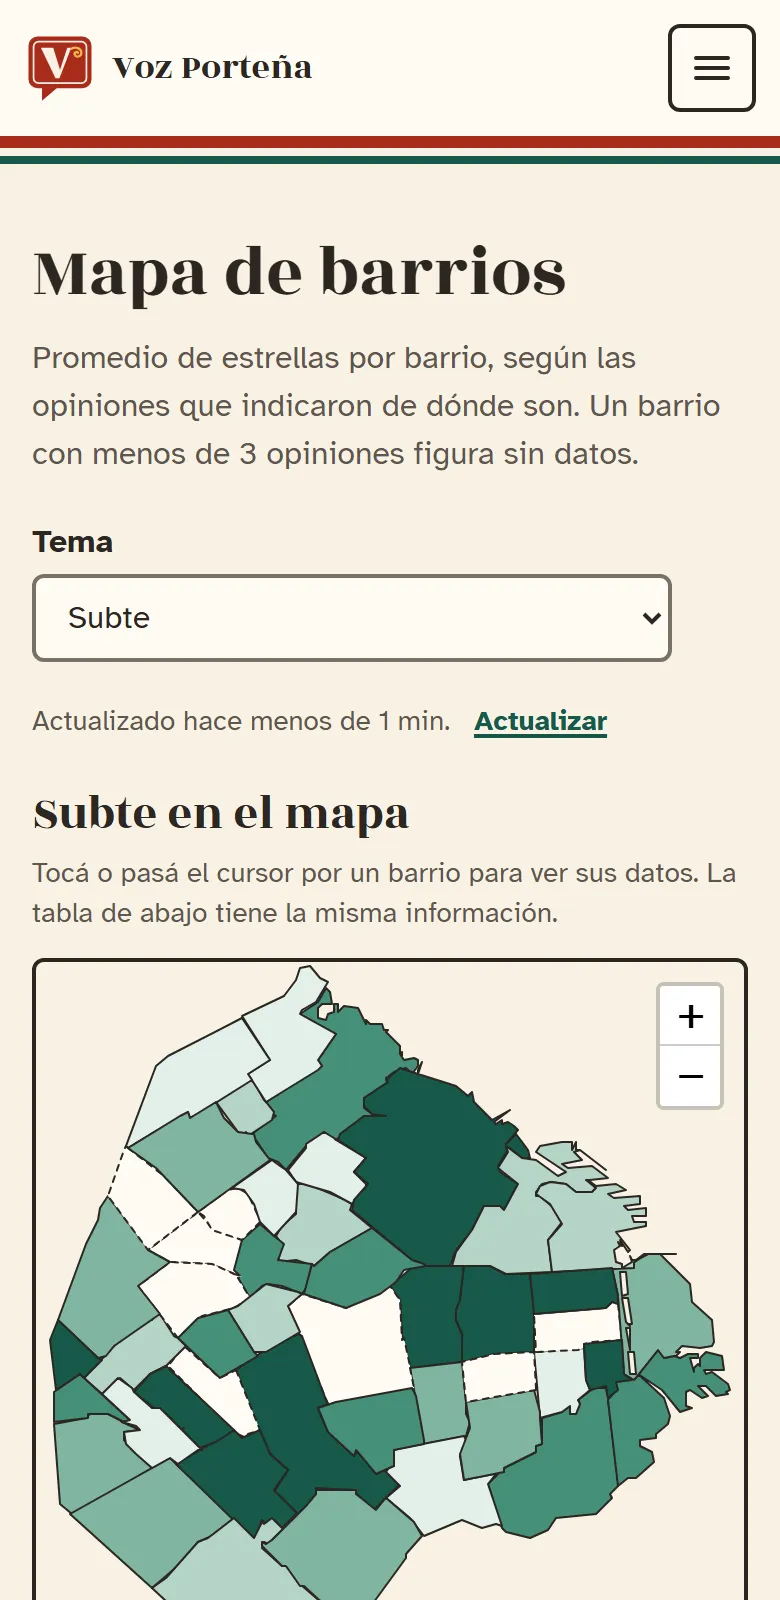 V
Voz Porteña
Mapa de barrios
Promedio de estrellas por barrio, según las
opiniones que indicaron de dónde son. Un barrio
con menos de 3 opiniones figura sin datos.
Tema
Subte
Actualizado hace menos de 1 min. Actualizar
Subte en el mapa
Tocá o pasá el cursor por un barrio para ver sus datos. La
tabla de abajo tiene la misma información.
+
−